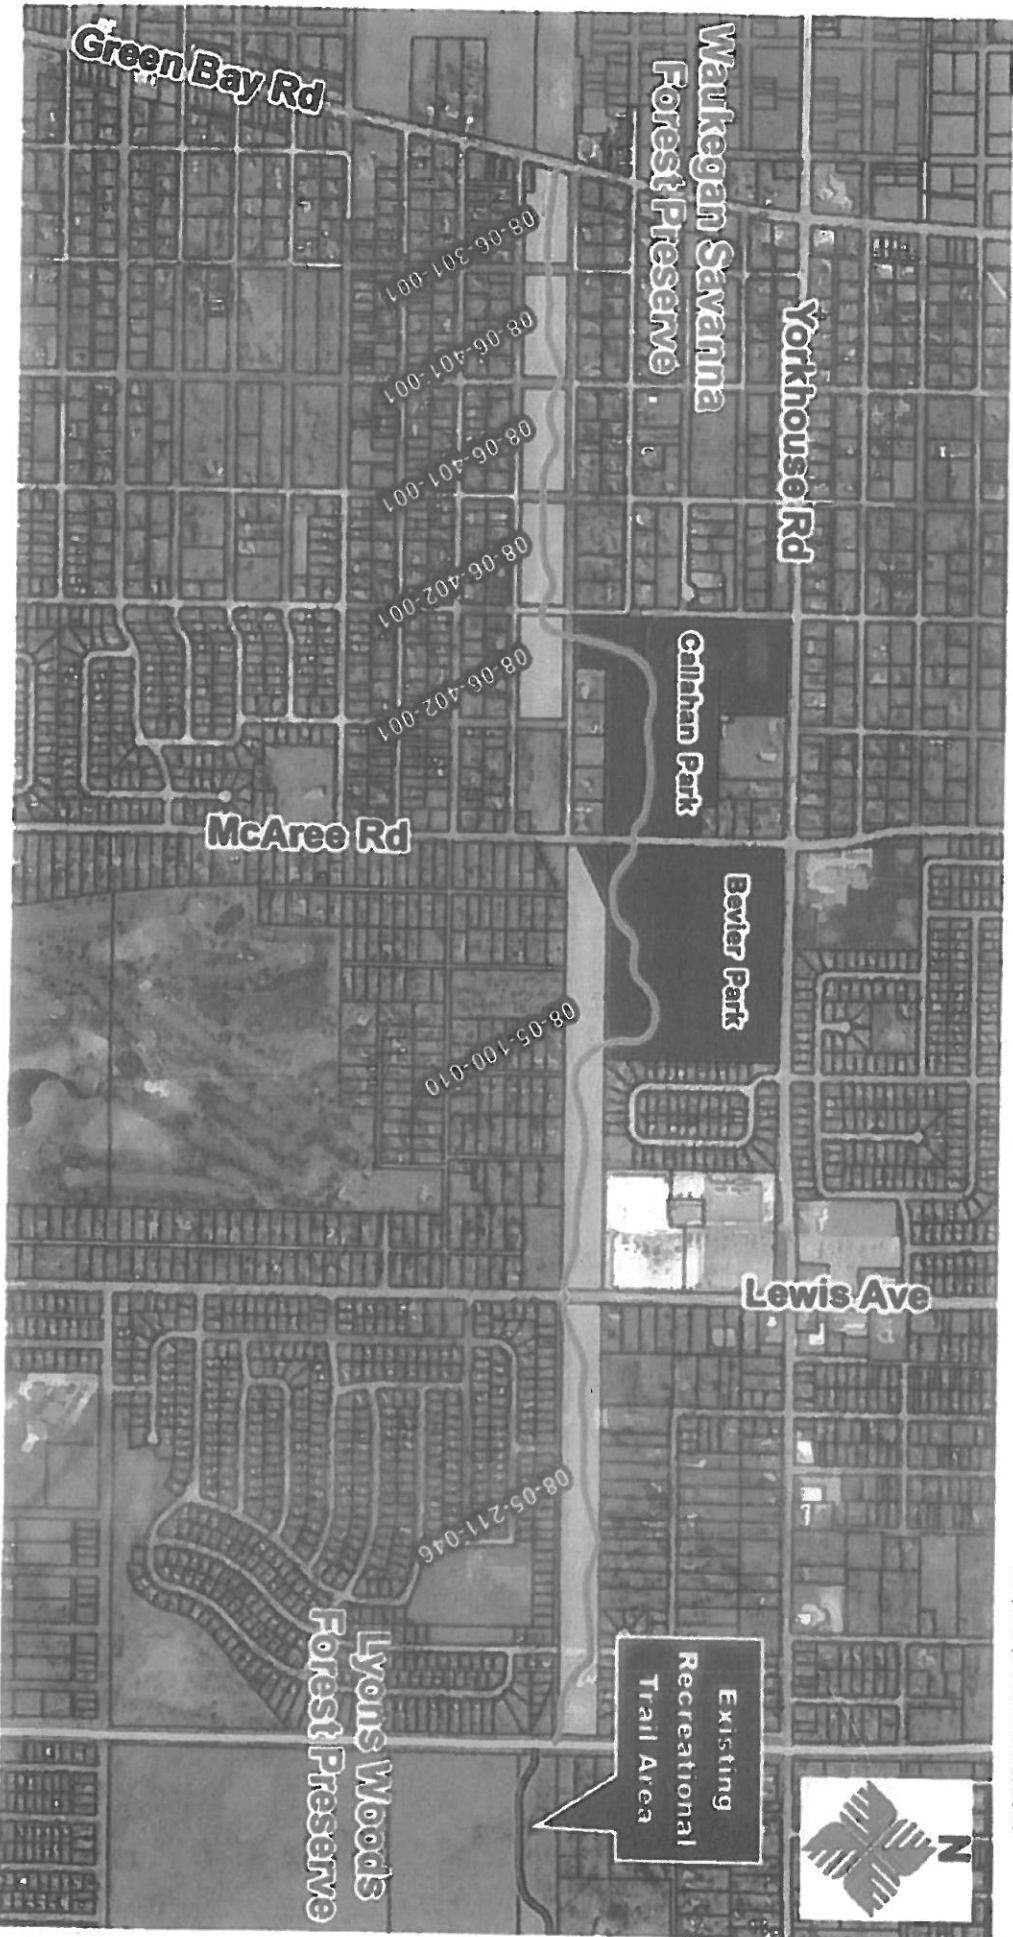 Green Bay Rd
Waukegan Savanna
Forest Preserve
Yorkhouse Rd
08-06-301-001
08-06-401-001
08-06-401-001
08-06-402-001
08-06-402-001
Callahan Park
McAree Rd
Bevier Park
08-05-100-010
Lewis Ave
08-05-211-046
Lyons Woods
Forest Preserve
Existing
Recreational
Trail Area
N